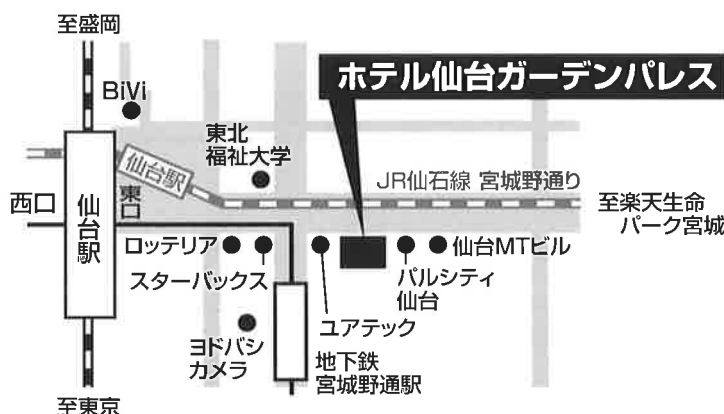 至盛岡
ホテル仙台ガーデンパレス
BiVi
東北
福祉大学
仙台駅
JR仙石線 宮城野通り
西口
仙台駅
東口
至楽天生命
パーク宮城
ロッテリア
スターバックス
ユアテック
パルシティ
仙台
仙台MTビル
ヨドバシ
カメラ
地下鉄
宮城野通駅
至東京